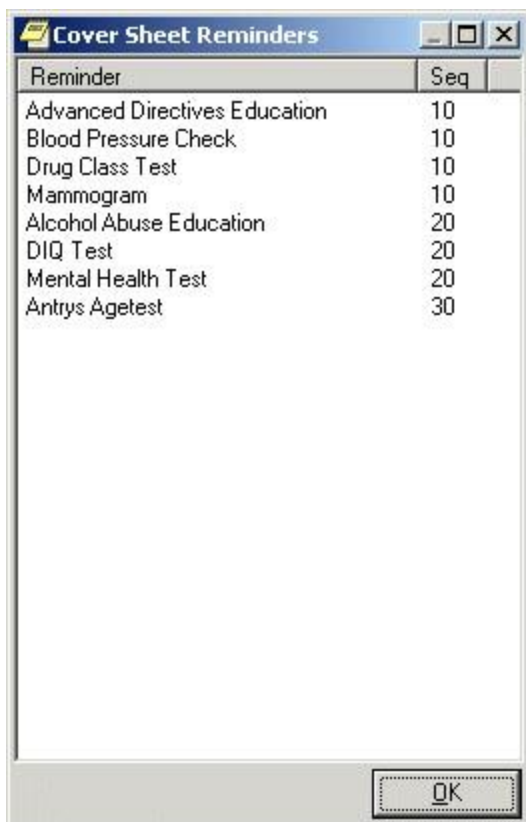 Cover Sheet Reminders
Reminder Seq
Advanced Directives Education 10
Blood Pressure Check 10
Drug Class Test 10
Mammogram 10
Alcohol Abuse Education 20
DIQ Test 20
Mental Health Test 20
Antrys Agetest 30
OK